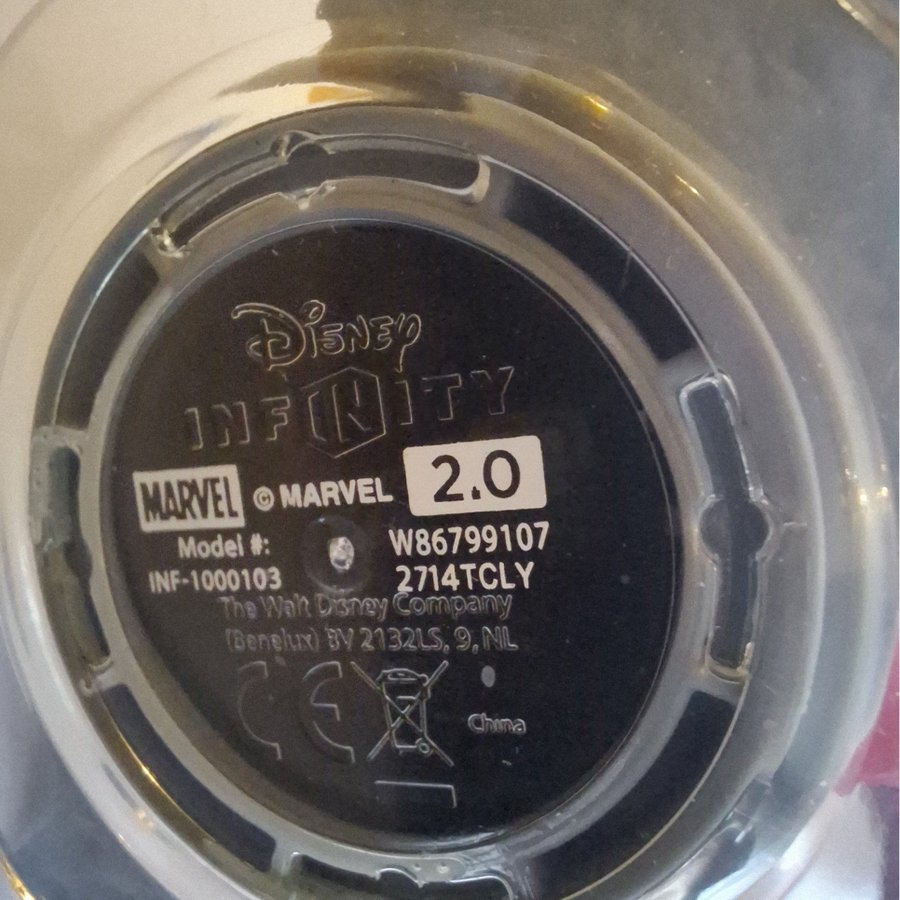 Disney
INFINITY
MARVEL © MARVEL 2.0
Model #: W86799107
INF-1000103 2714TCLY
The Walt Disney Company
(Benelux) BV 2132LS, 9, NL
CE
China